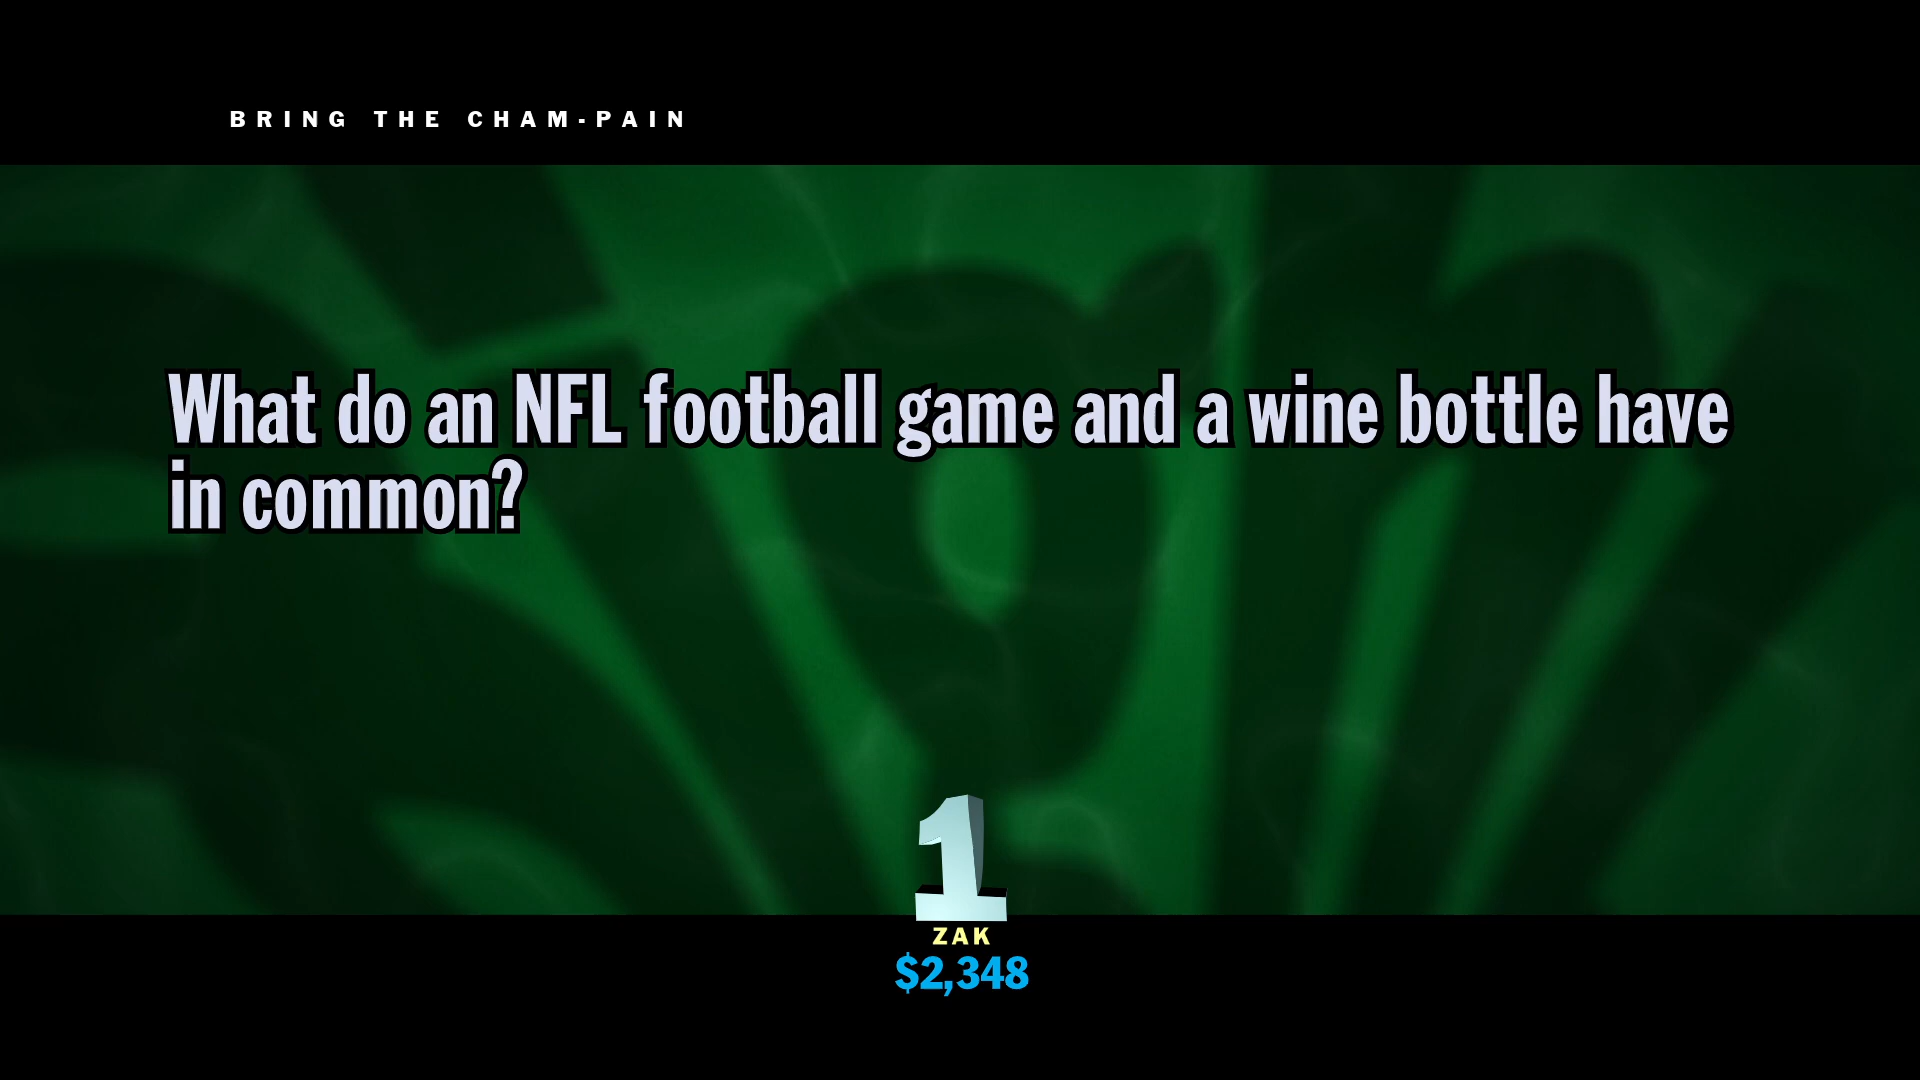 BRING THE CHAM-PAIN
What do an NFL football game and a wine bottle have
in common?
1
ZAK
$2,348